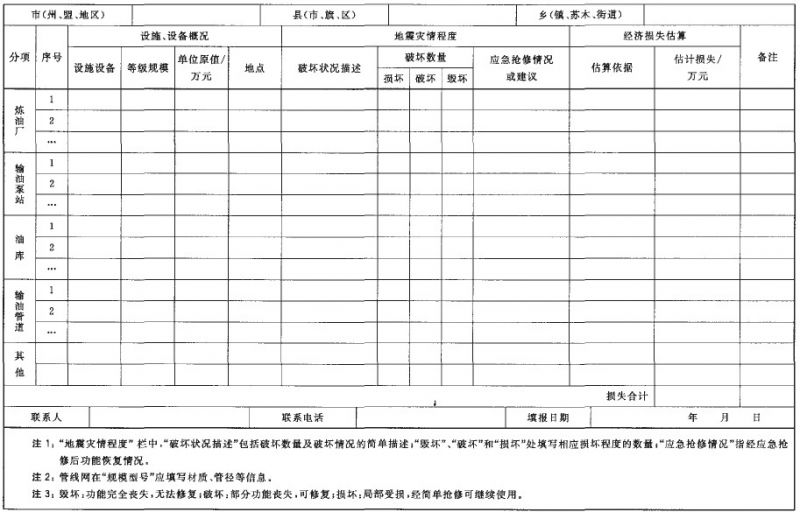 市(州、盟、地区) 县(市、旗、区) 乡(镇、苏木、街道)
分项 序号 设施、设备概况 地震灾情程度 经济损失估算 备注
设施设备 等级规模 单位原值/万元 地点 破坏状况描述 破坏数量 应急抢修情况或建议 估算依据 估计损失/万元
损坏 破坏 毁坏
炼油厂 1
2
…
输油泵站 1
2
…
油库 1
2
…
输油管道 1
2
…
其他
损失合计
联系人 联系电话 填报日期 年 月 日
注1:“地震灾情程度”栏中,“破坏状况描述”包括破坏数量及破坏情况的简单描述;“毁坏”、“破坏”和“损坏”处填写相应损坏程度的数量;“应急抢修情况”指经应急抢
修后功能恢复情况。
注2:管线网在“规模型号”应填写材质、管径等信息。
注3:毁坏:功能完全丧失,无法修复;破坏:部分功能丧失,可修复;损坏:局部受损,经简单抢修可继续使用。